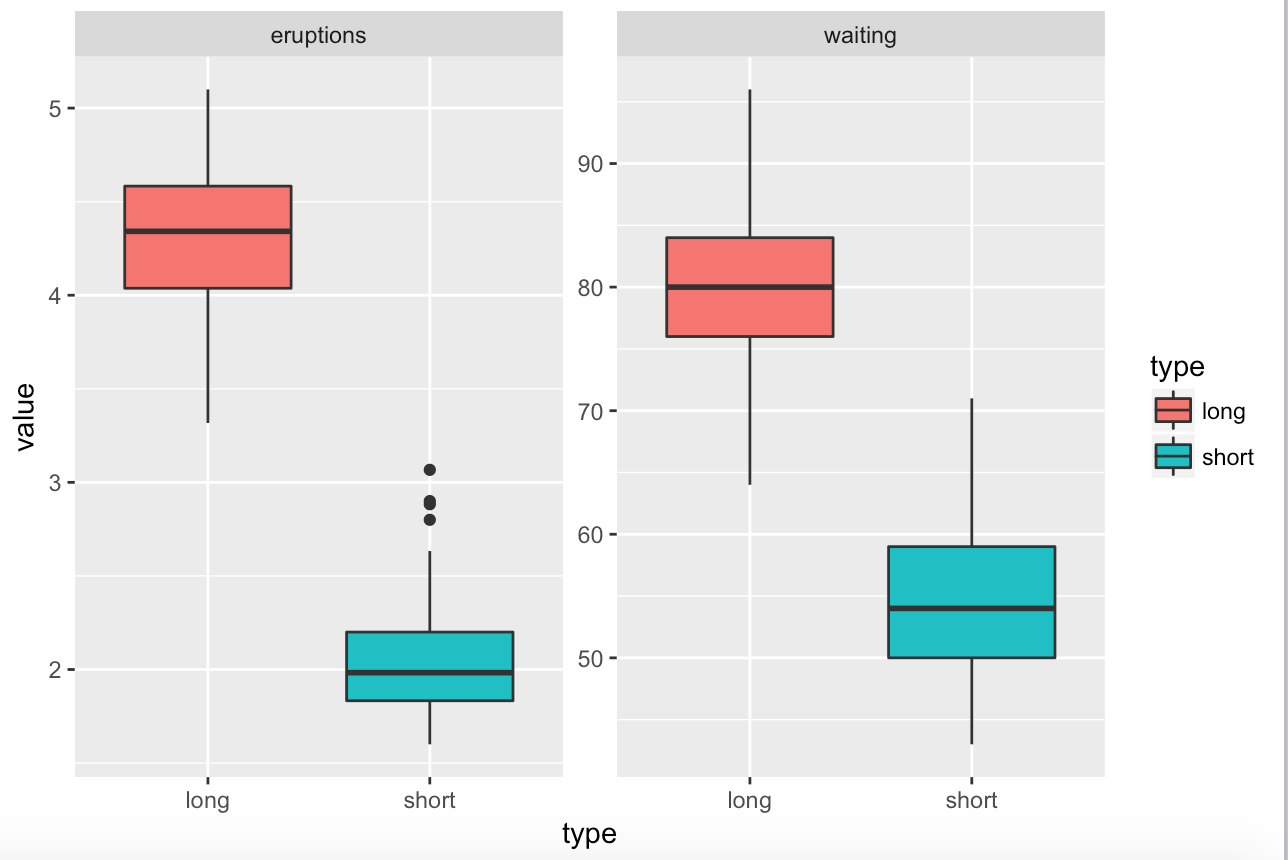 eruptions
waiting
5
4
3
2
90
80
70
60
50
value
long
short
long
short
type
type
long
short